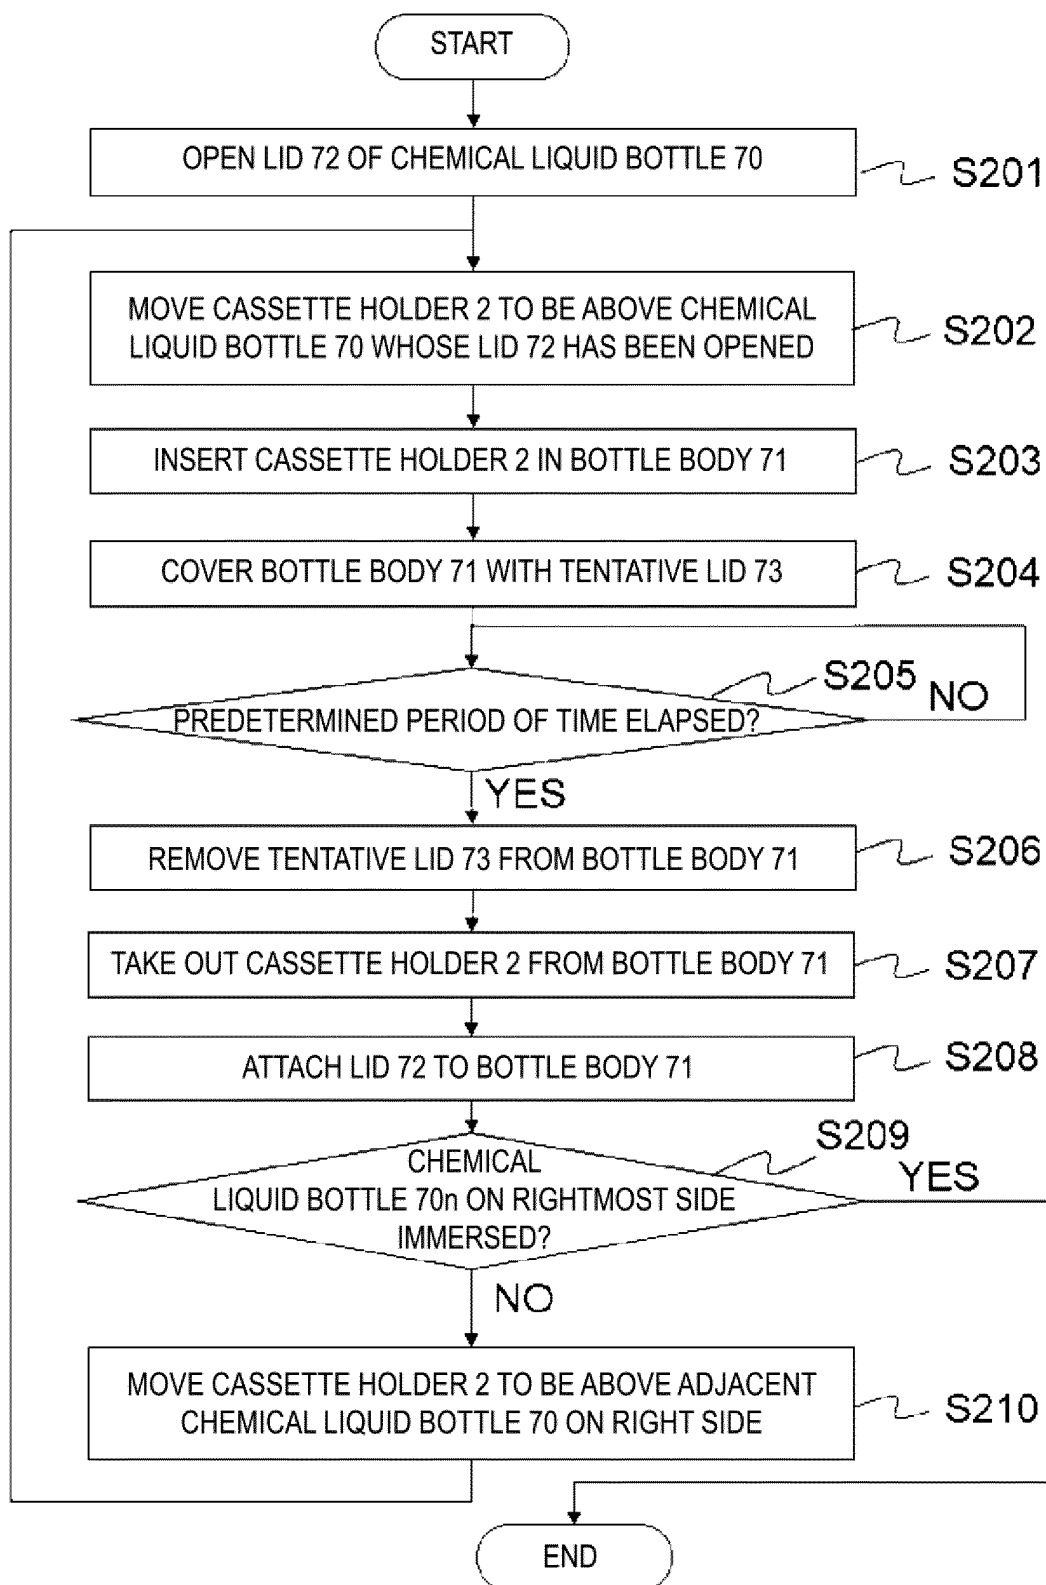 START
OPEN LID 72 OF CHEMICAL LIQUID BOTTLE 70
S201
MOVE CASSETTE HOLDER 2 TO BE ABOVE CHEMICAL
LIQUID BOTTLE 70 WHOSE LID 72 HAS BEEN OPENED
S202
INSERT CASSETTE HOLDER 2 IN BOTTLE BODY 71
S203
COVER BOTTLE BODY 71 WITH TENTATIVE LID 73
S204
PREDETERMINED PERIOD OF TIME ELAPSED?
S205
NO
YES
REMOVE TENTATIVE LID 73 FROM BOTTLE BODY 71
S206
TAKE OUT CASSETTE HOLDER 2 FROM BOTTLE BODY 71
S207
ATTACH LID 72 TO BOTTLE BODY 71
S208
CHEMICAL
LIQUID BOTTLE 70n ON RIGHTMOST SIDE
IMMERSED?
S209
YES
NO
MOVE CASSETTE HOLDER 2 TO BE ABOVE ADJACENT
CHEMICAL LIQUID BOTTLE 70 ON RIGHT SIDE
S210
END